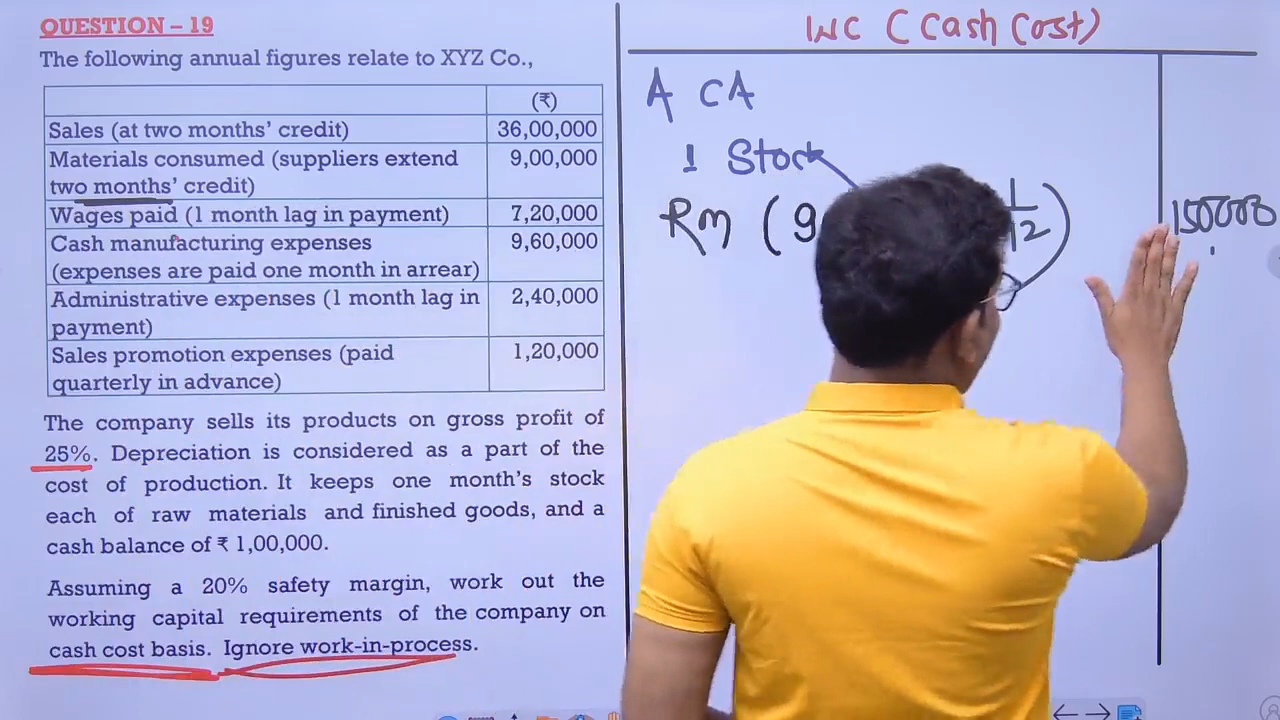 QUESTION – 19
The following annual figures relate to XYZ Co.,
(₹)
Sales (at two months' credit) 36,00,000
Materials consumed (suppliers extend two months' credit) 9,00,000
Wages paid (1 month lag in payment) 7,20,000
Cash manufacturing expenses (expenses are paid one month in arrear) 9,60,000
Administrative expenses (1 month lag in payment) 2,40,000
Sales promotion expenses (paid quarterly in advance) 1,20,000
The company sells its products on gross profit of
25%. Depreciation is considered as a part of the
cost of production. It keeps one month's stock
each of raw materials and finished goods, and a
cash balance of ₹ 1,00,000.
Assuming a 20% safety margin, work out the
working capital requirements of the company on
cash cost basis. Ignore work-in-process.
WC (Cash Cost)
A CA
1 Stock
Rm (9 1/12) 150000